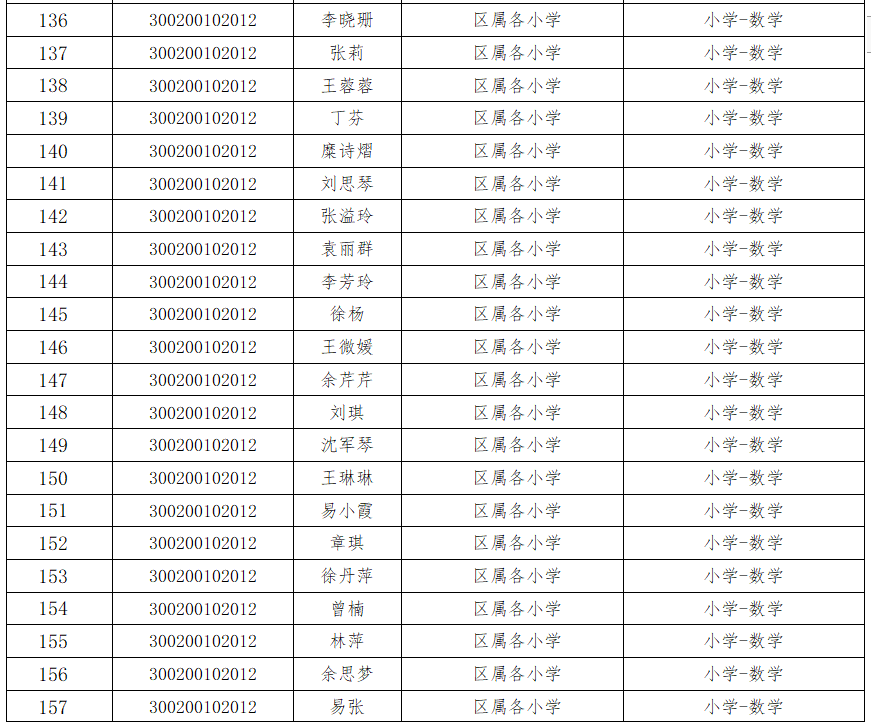 136 300200102012 李晓珊 区属各小学 小学-数学
137 300200102012 张莉 区属各小学 小学-数学
138 300200102012 王蓉蓉 区属各小学 小学-数学
139 300200102012 丁芬 区属各小学 小学-数学
140 300200102012 糜诗熠 区属各小学 小学-数学
141 300200102012 刘思琴 区属各小学 小学-数学
142 300200102012 张溢玲 区属各小学 小学-数学
143 300200102012 袁丽群 区属各小学 小学-数学
144 300200102012 李芳玲 区属各小学 小学-数学
145 300200102012 徐杨 区属各小学 小学-数学
146 300200102012 王微媛 区属各小学 小学-数学
147 300200102012 余芹芹 区属各小学 小学-数学
148 300200102012 刘琪 区属各小学 小学-数学
149 300200102012 沈军琴 区属各小学 小学-数学
150 300200102012 王琳琳 区属各小学 小学-数学
151 300200102012 易小霞 区属各小学 小学-数学
152 300200102012 章琪 区属各小学 小学-数学
153 300200102012 徐丹萍 区属各小学 小学-数学
154 300200102012 曾楠 区属各小学 小学-数学
155 300200102012 林萍 区属各小学 小学-数学
156 300200102012 余思梦 区属各小学 小学-数学
157 300200102012 易张 区属各小学 小学-数学